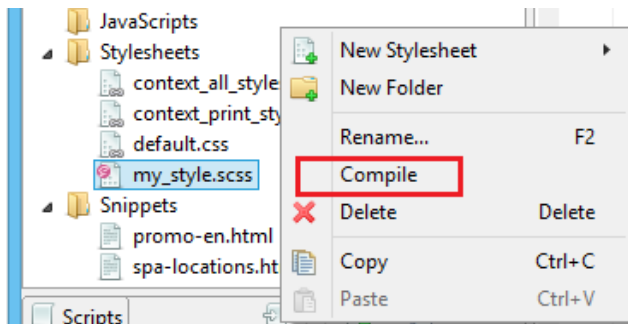 JavaScripts
Stylesheets
context_all_style
context_print_sty
default.css
my_style.scss
Snippets
promo-en.html
spa-locations.ht
Scripts
New Stylesheet
New Folder
Rename... F2
Compile
Delete Delete
Copy Ctrl+C
Paste Ctrl+V